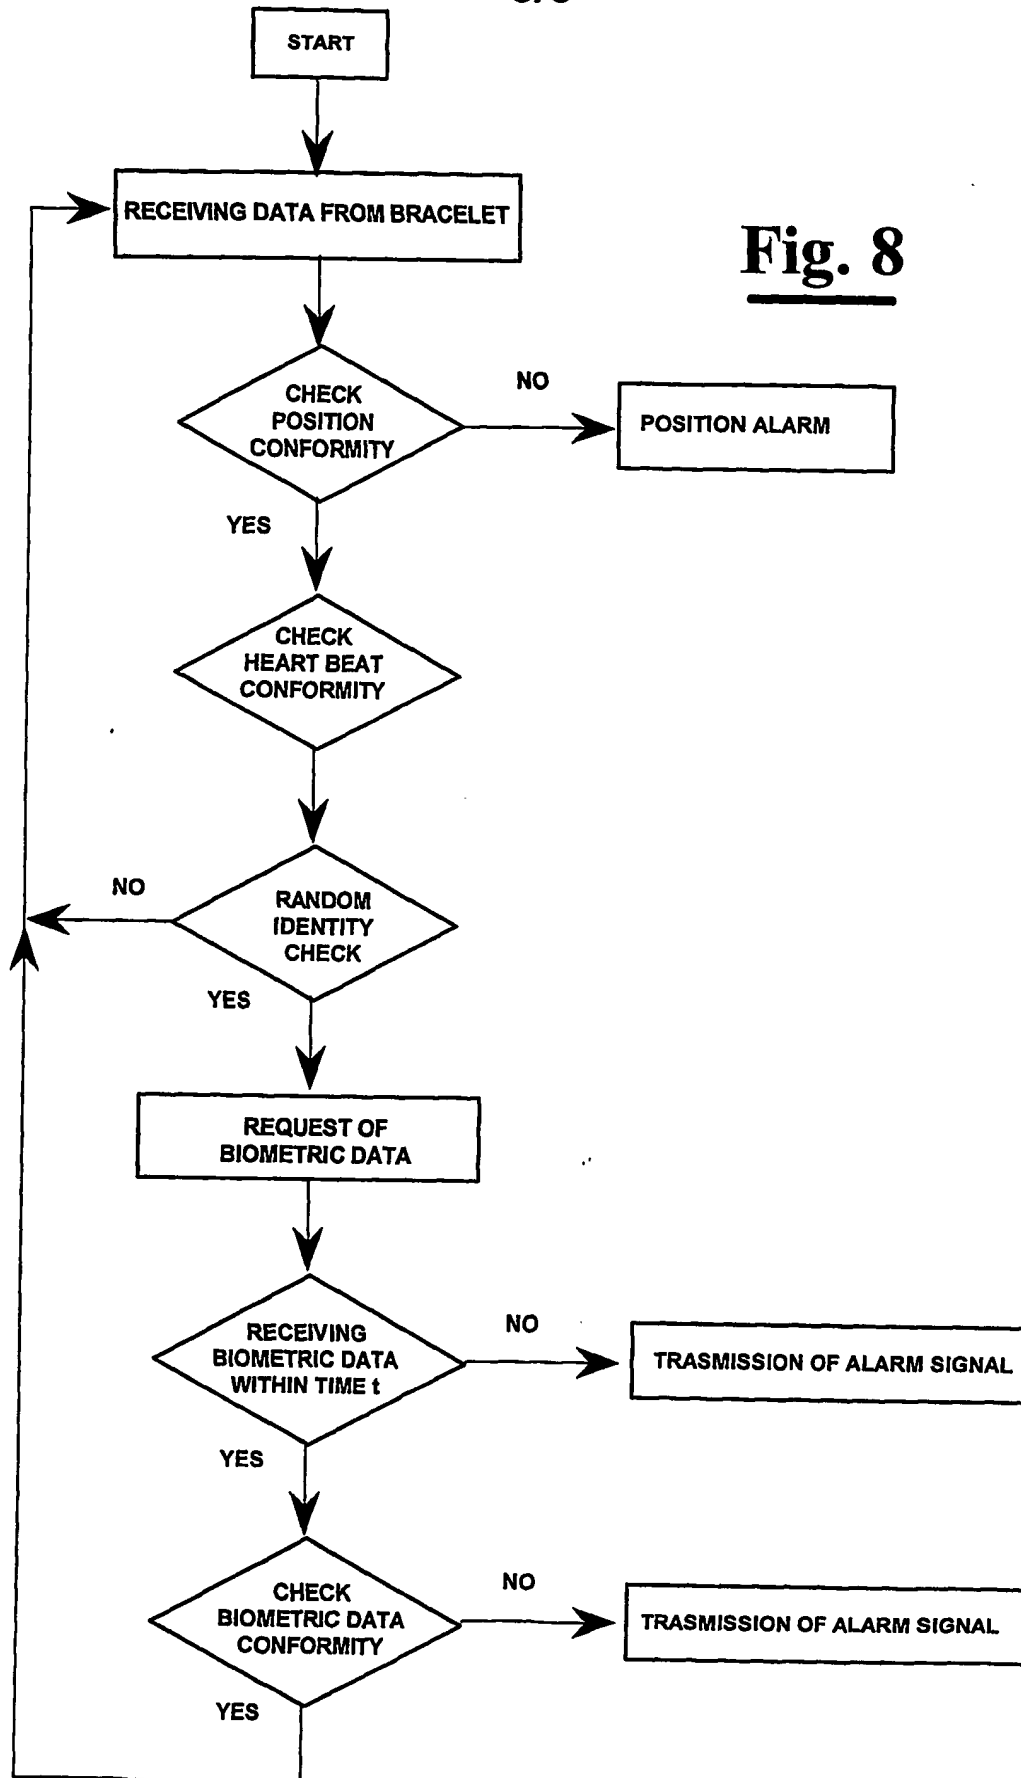 START
RECEIVING DATA FROM BRACELET
Fig. 8
CHECK
POSITION
CONFORMITY
NO
POSITION ALARM
YES
CHECK
HEART BEAT
CONFORMITY
RANDOM
IDENTITY
CHECK
NO
YES
REQUEST OF
BIOMETRIC DATA
RECEIVING
BIOMETRIC DATA
WITHIN TIME t
NO
TRASMISSION OF ALARM SIGNAL
YES
CHECK
BIOMETRIC DATA
CONFORMITY
NO
TRASMISSION OF ALARM SIGNAL
YES